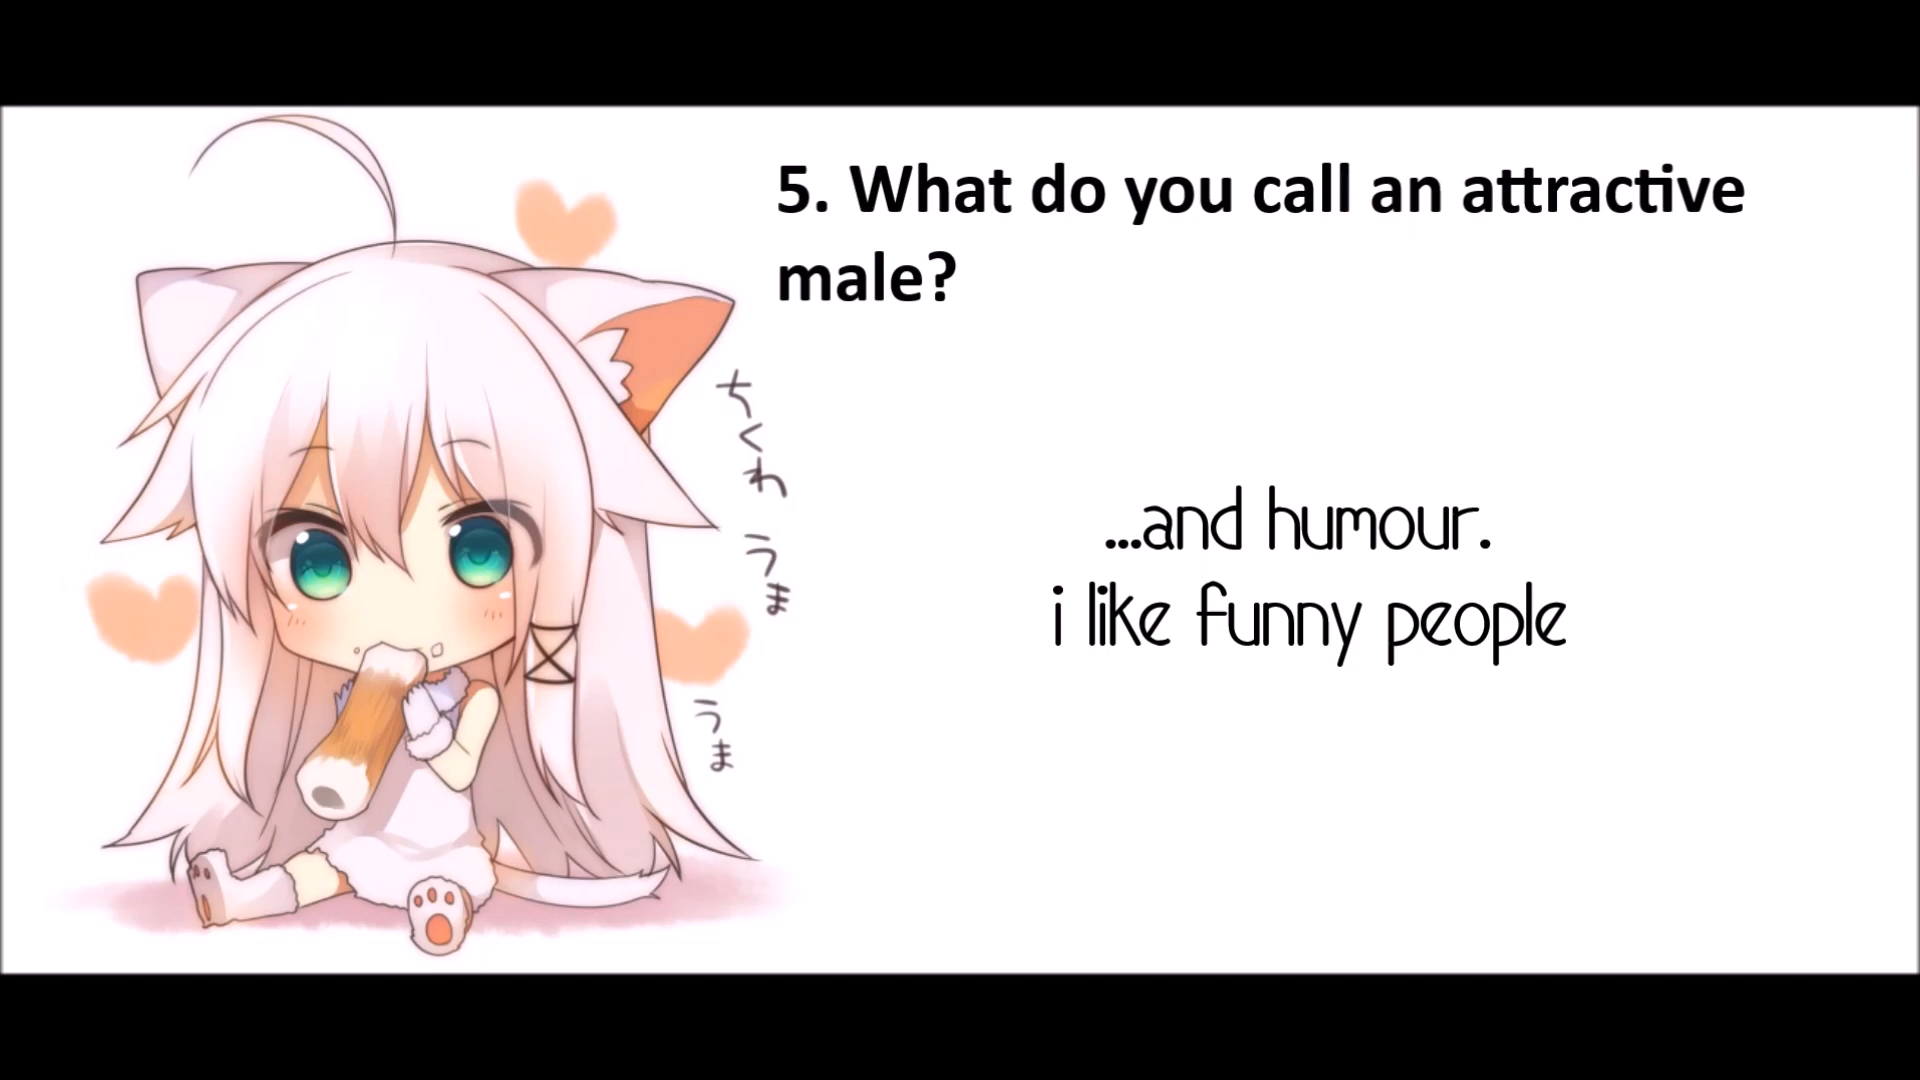 5. What do you call an attractive
male?
ちくわ うま
うま
...and humour.
i like funny people